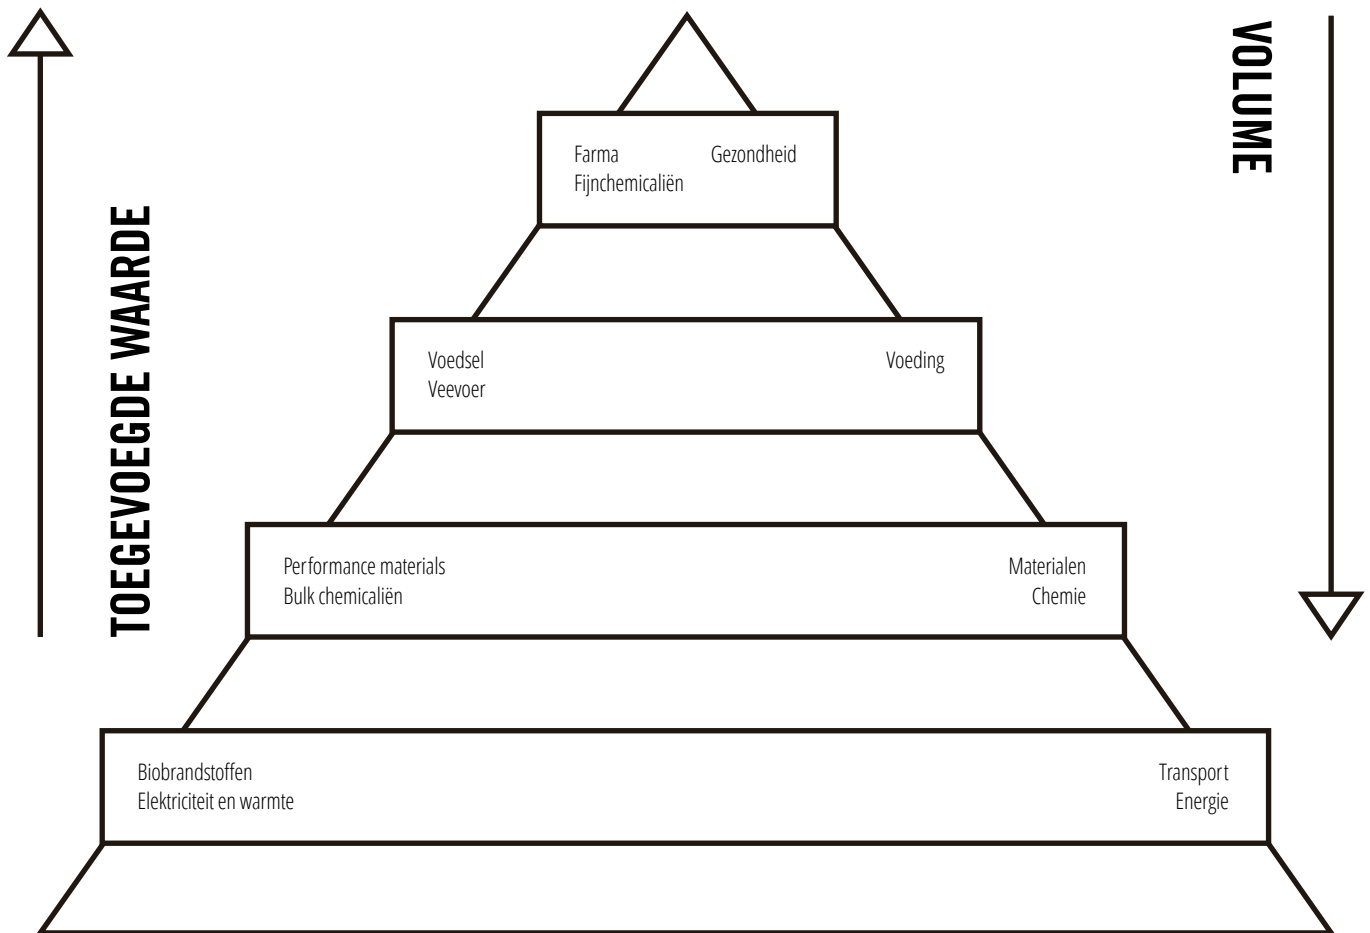 TOEGEVOEGDE WAARDE
VOLUME
Farma Gezondheid
Fijnchemicaliën
Voedsel Voeding
Veevoer
Performance materials Materialen
Bulk chemicaliën Chemie
Biobrandstoffen Transport
Elektriciteit en warmte Energie